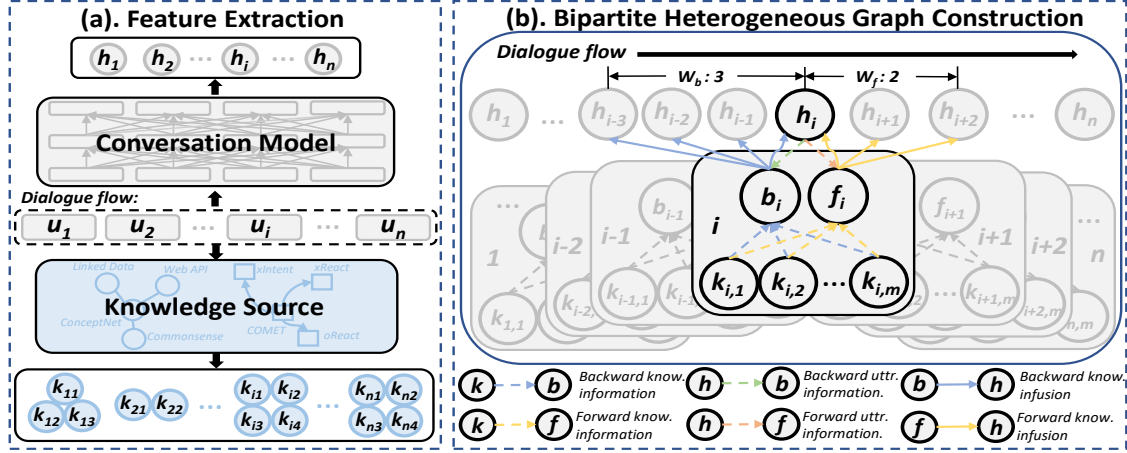 (a). Feature Extraction
h1 h2 ... hi ... hn
Conversation Model
Dialogue flow:
u1 u2 ... ui ... un
Linked Data Web API xIntent xReact
Knowledge Source
ConceptNet Commonsense COMET oReact
k11 k12 k13 k21 k22 ... ki1 ki2 ki3 ki4 ... kn1 kn2 kn3 kn4
(b). Bipartite Heterogeneous Graph Construction
Dialogue flow
Wb: 3 Wf: 2
h1 ... hi-3 hi-2 hi-1 hi hi+1 hi+2 ... hn
... bi-1 bi fi fi+1 ...
1 i-2 i-1 i i+1 i+2 n
k1,1 ki-2, ki-1,1 ki-1, ki,1 ki,2 ... ki,m ... ki+1,m i+2,m n,m
k b Backward know. information
h b Backward uttr. information.
b h Backward know. infusion
k f Forward know. information
h f Forward uttr. information.
f h Forward know. infusion